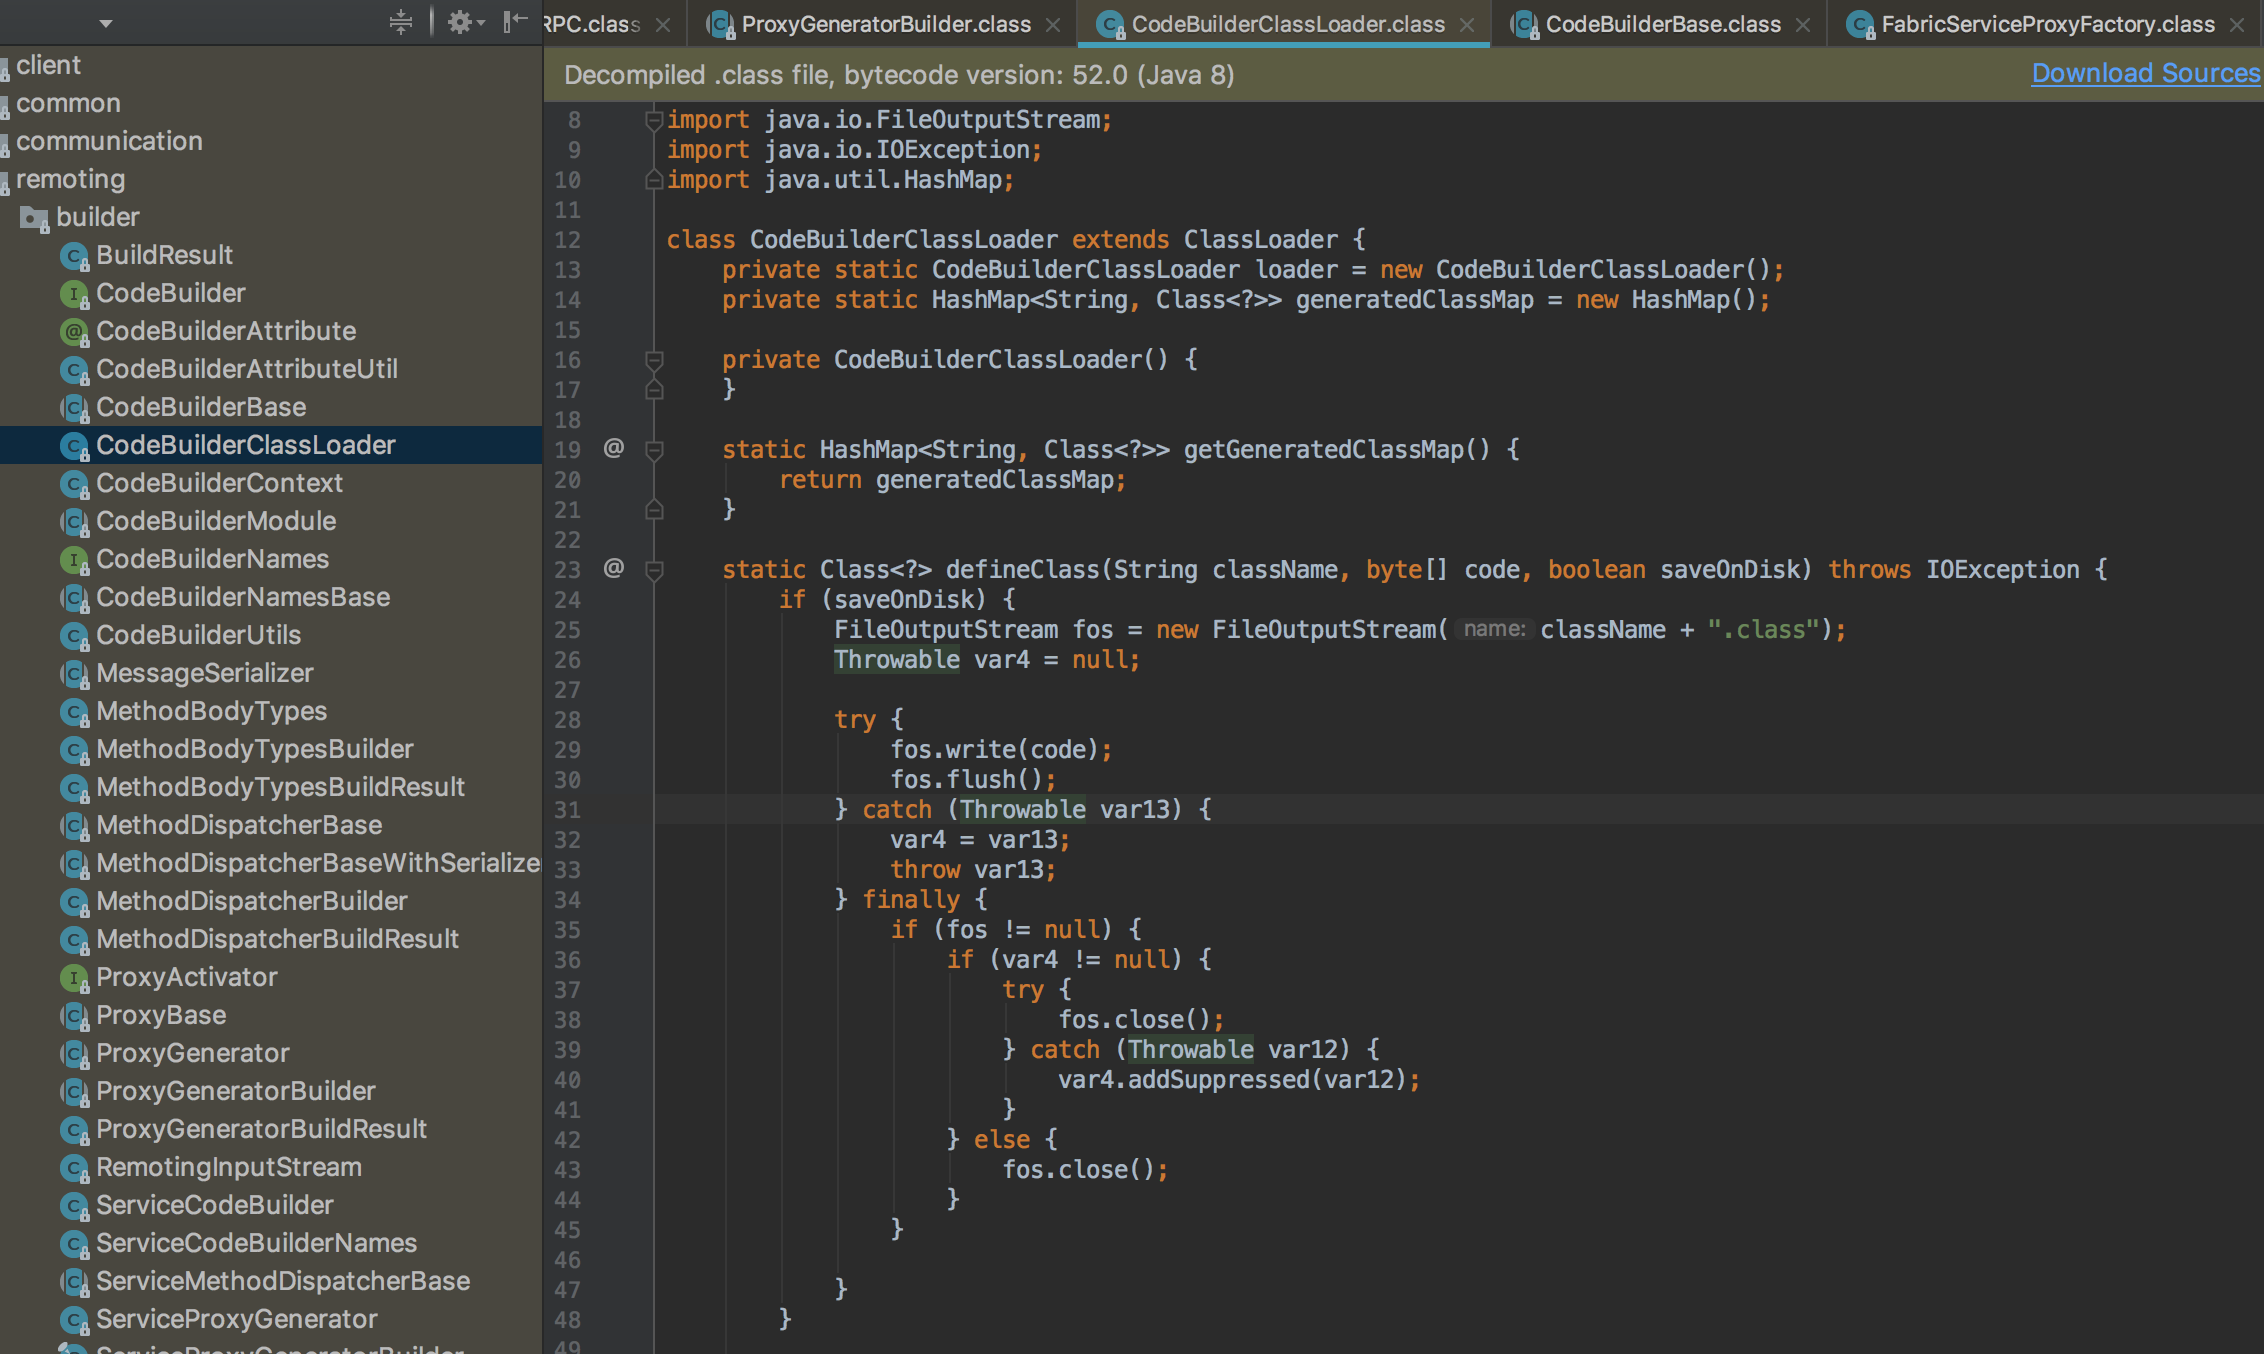 RPC.class
ProxyGeneratorBuilder.class
CodeBuilderClassLoader.class
CodeBuilderBase.class
FabricServiceProxyFactory.class
Decompiled .class file, bytecode version: 52.0 (Java 8)
Download Sources
client
common
communication
remoting
builder
BuildResult
CodeBuilder
CodeBuilderAttribute
CodeBuilderAttributeUtil
CodeBuilderBase
CodeBuilderClassLoader
CodeBuilderContext
CodeBuilderModule
CodeBuilderNames
CodeBuilderNamesBase
CodeBuilderUtils
MessageSerializer
MethodBodyTypes
MethodBodyTypesBuilder
MethodBodyTypesBuildResult
MethodDispatcherBase
MethodDispatcherBaseWithSerialize
MethodDispatcherBuilder
MethodDispatcherBuildResult
ProxyActivator
ProxyBase
ProxyGenerator
ProxyGeneratorBuilder
ProxyGeneratorBuildResult
RemotingInputStream
ServiceCodeBuilder
ServiceCodeBuilderNames
ServiceMethodDispatcherBase
ServiceProxyGenerator
ServiceProxyGeneratorBuilder
8 import java.io.FileOutputStream;
9 import java.io.IOException;
10 import java.util.HashMap;
11
12 class CodeBuilderClassLoader extends ClassLoader {
13 private static CodeBuilderClassLoader loader = new CodeBuilderClassLoader();
14 private static HashMap<String, Class<?>> generatedClassMap = new HashMap();
15
16 private CodeBuilderClassLoader() {
17 }
18
19 @ static HashMap<String, Class<?>> getGeneratedClassMap() {
20 return generatedClassMap;
21 }
22
23 @ static Class<?> defineClass(String className, byte[] code, boolean saveOnDisk) throws IOException {
24 if (saveOnDisk) {
25 FileOutputStream fos = new FileOutputStream( name: className + ".class");
26 Throwable var4 = null;
27
28 try {
29 fos.write(code);
30 fos.flush();
31 } catch (Throwable var13) {
32 var4 = var13;
33 throw var13;
34 } finally {
35 if (fos != null) {
36 if (var4 != null) {
37 try {
38 fos.close();
39 } catch (Throwable var12) {
40 var4.addSuppressed(var12);
41 }
42 } else {
43 fos.close();
44 }
45 }
46
47 }
48 }
49